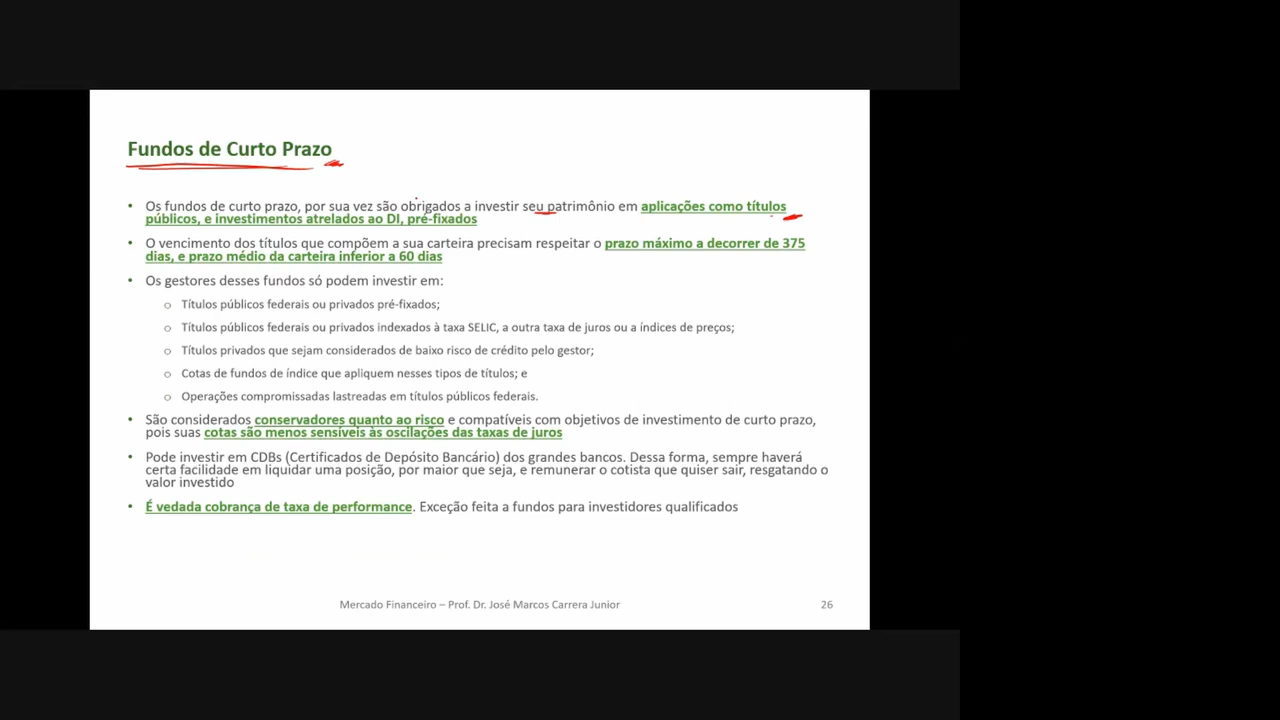 Fundos de Curto Prazo
• Os fundos de curto prazo, por sua vez são obrigados a investir seu patrimônio em aplicações como títulos
públicos, e investimentos atrelados ao DI, pré-fixados
• O vencimento dos títulos que compõem a sua carteira precisam respeitar o prazo máximo a decorrer de 375
dias, e prazo médio da carteira inferior a 60 dias
• Os gestores desses fundos só podem investir em:
o Títulos públicos federais ou privados pré-fixados;
o Títulos públicos federais ou privados indexados à taxa SELIC, a outra taxa de juros ou a índices de preços;
o Títulos privados que sejam considerados de baixo risco de crédito pelo gestor;
o Cotas de fundos de índice que apliquem nesses tipos de títulos; e
o Operações compromissadas lastreadas em títulos públicos federais.
• São considerados conservadores quanto ao risco e compatíveis com objetivos de investimento de curto prazo,
pois suas cotas são menos sensíveis às oscilações das taxas de juros
• Pode investir em CDBs (Certificados de Depósito Bancário) dos grandes bancos. Dessa forma, sempre haverá
certa facilidade em liquidar uma posição, por maior que seja, e remunerar o cotista que quiser sair, resgatando o
valor investido
• É vedada cobrança de taxa de performance. Exceção feita a fundos para investidores qualificados
Mercado Financeiro – Prof. Dr. José Marcos Carrera Junior
26